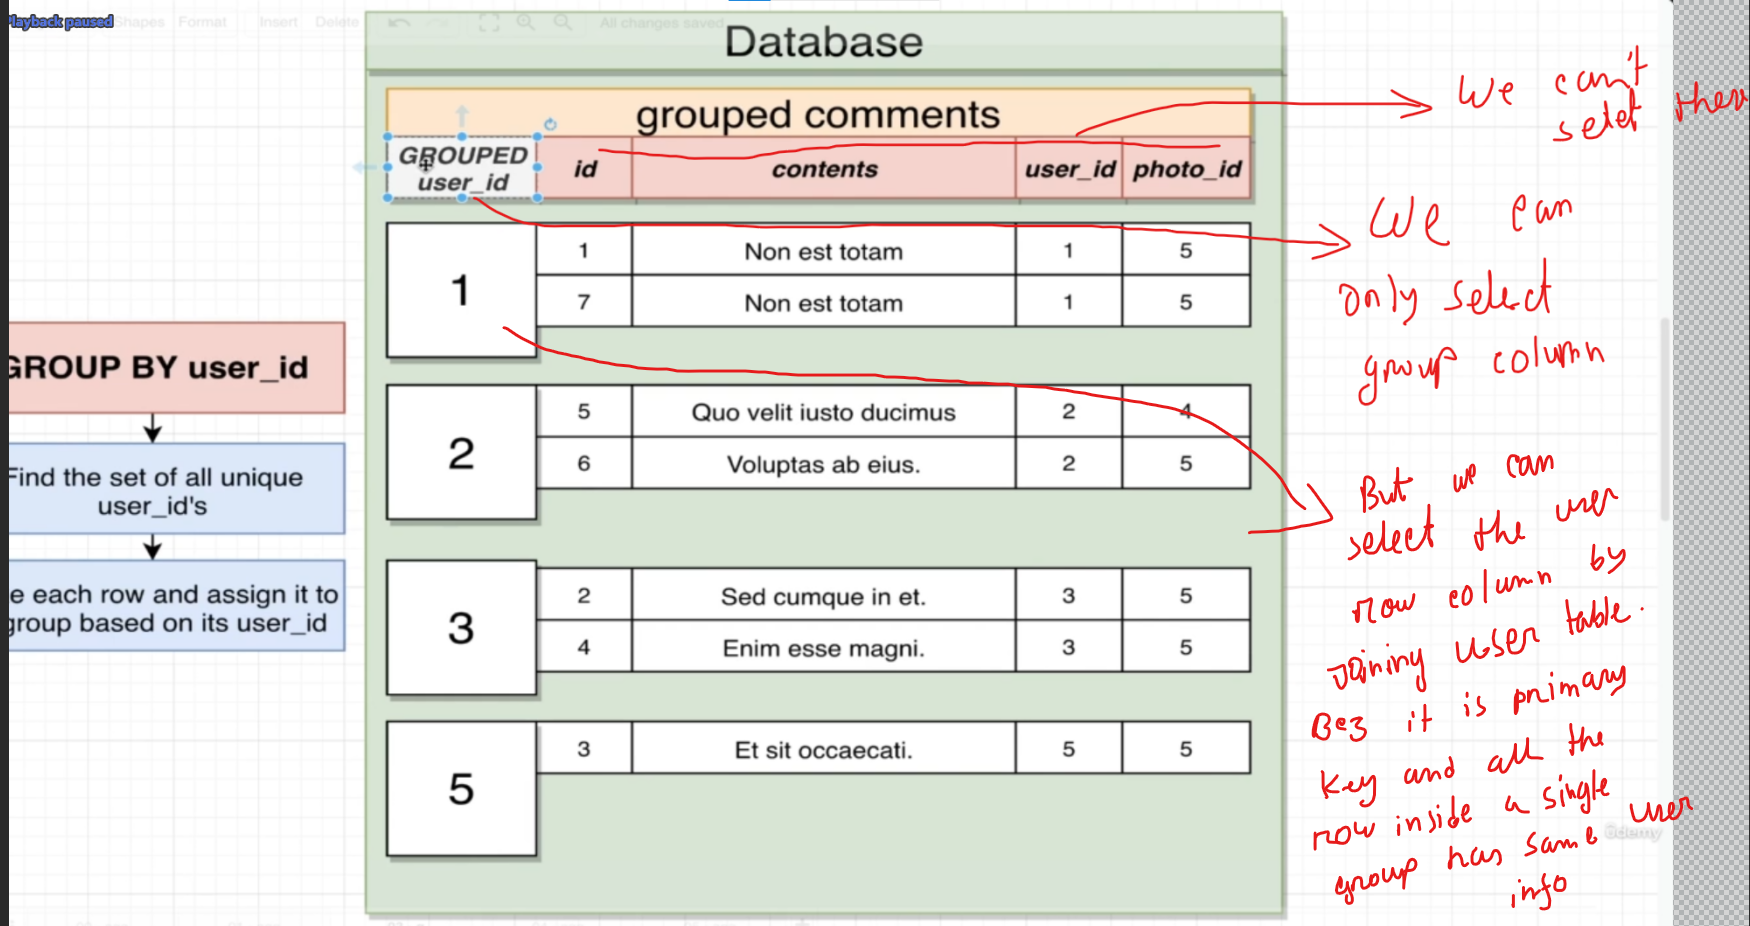 Playback paused
Shapes Format Insert Delete All changes saved
Database
grouped comments
GROUPED
user_id
id contents user_id photo_id
1
1 Non est totam 1 5
7 Non est totam 1 5
2
5 Quo velit iusto ducimus 2 4
6 Voluptas ab eius. 2 5
3
2 Sed cumque in et. 3 5
4 Enim esse magni. 3 5
5
3 Et sit occaecati. 5 5
GROUP BY user_id
Find the set of all unique
user_id's
e each row and assign it to
group based on its user_id
We can't
select them
We can
only select
group column
But we can
select the user
row column by
joining user table.
Bcz it is primary
key and all the
row inside a single
group has same user
info
ûdemy